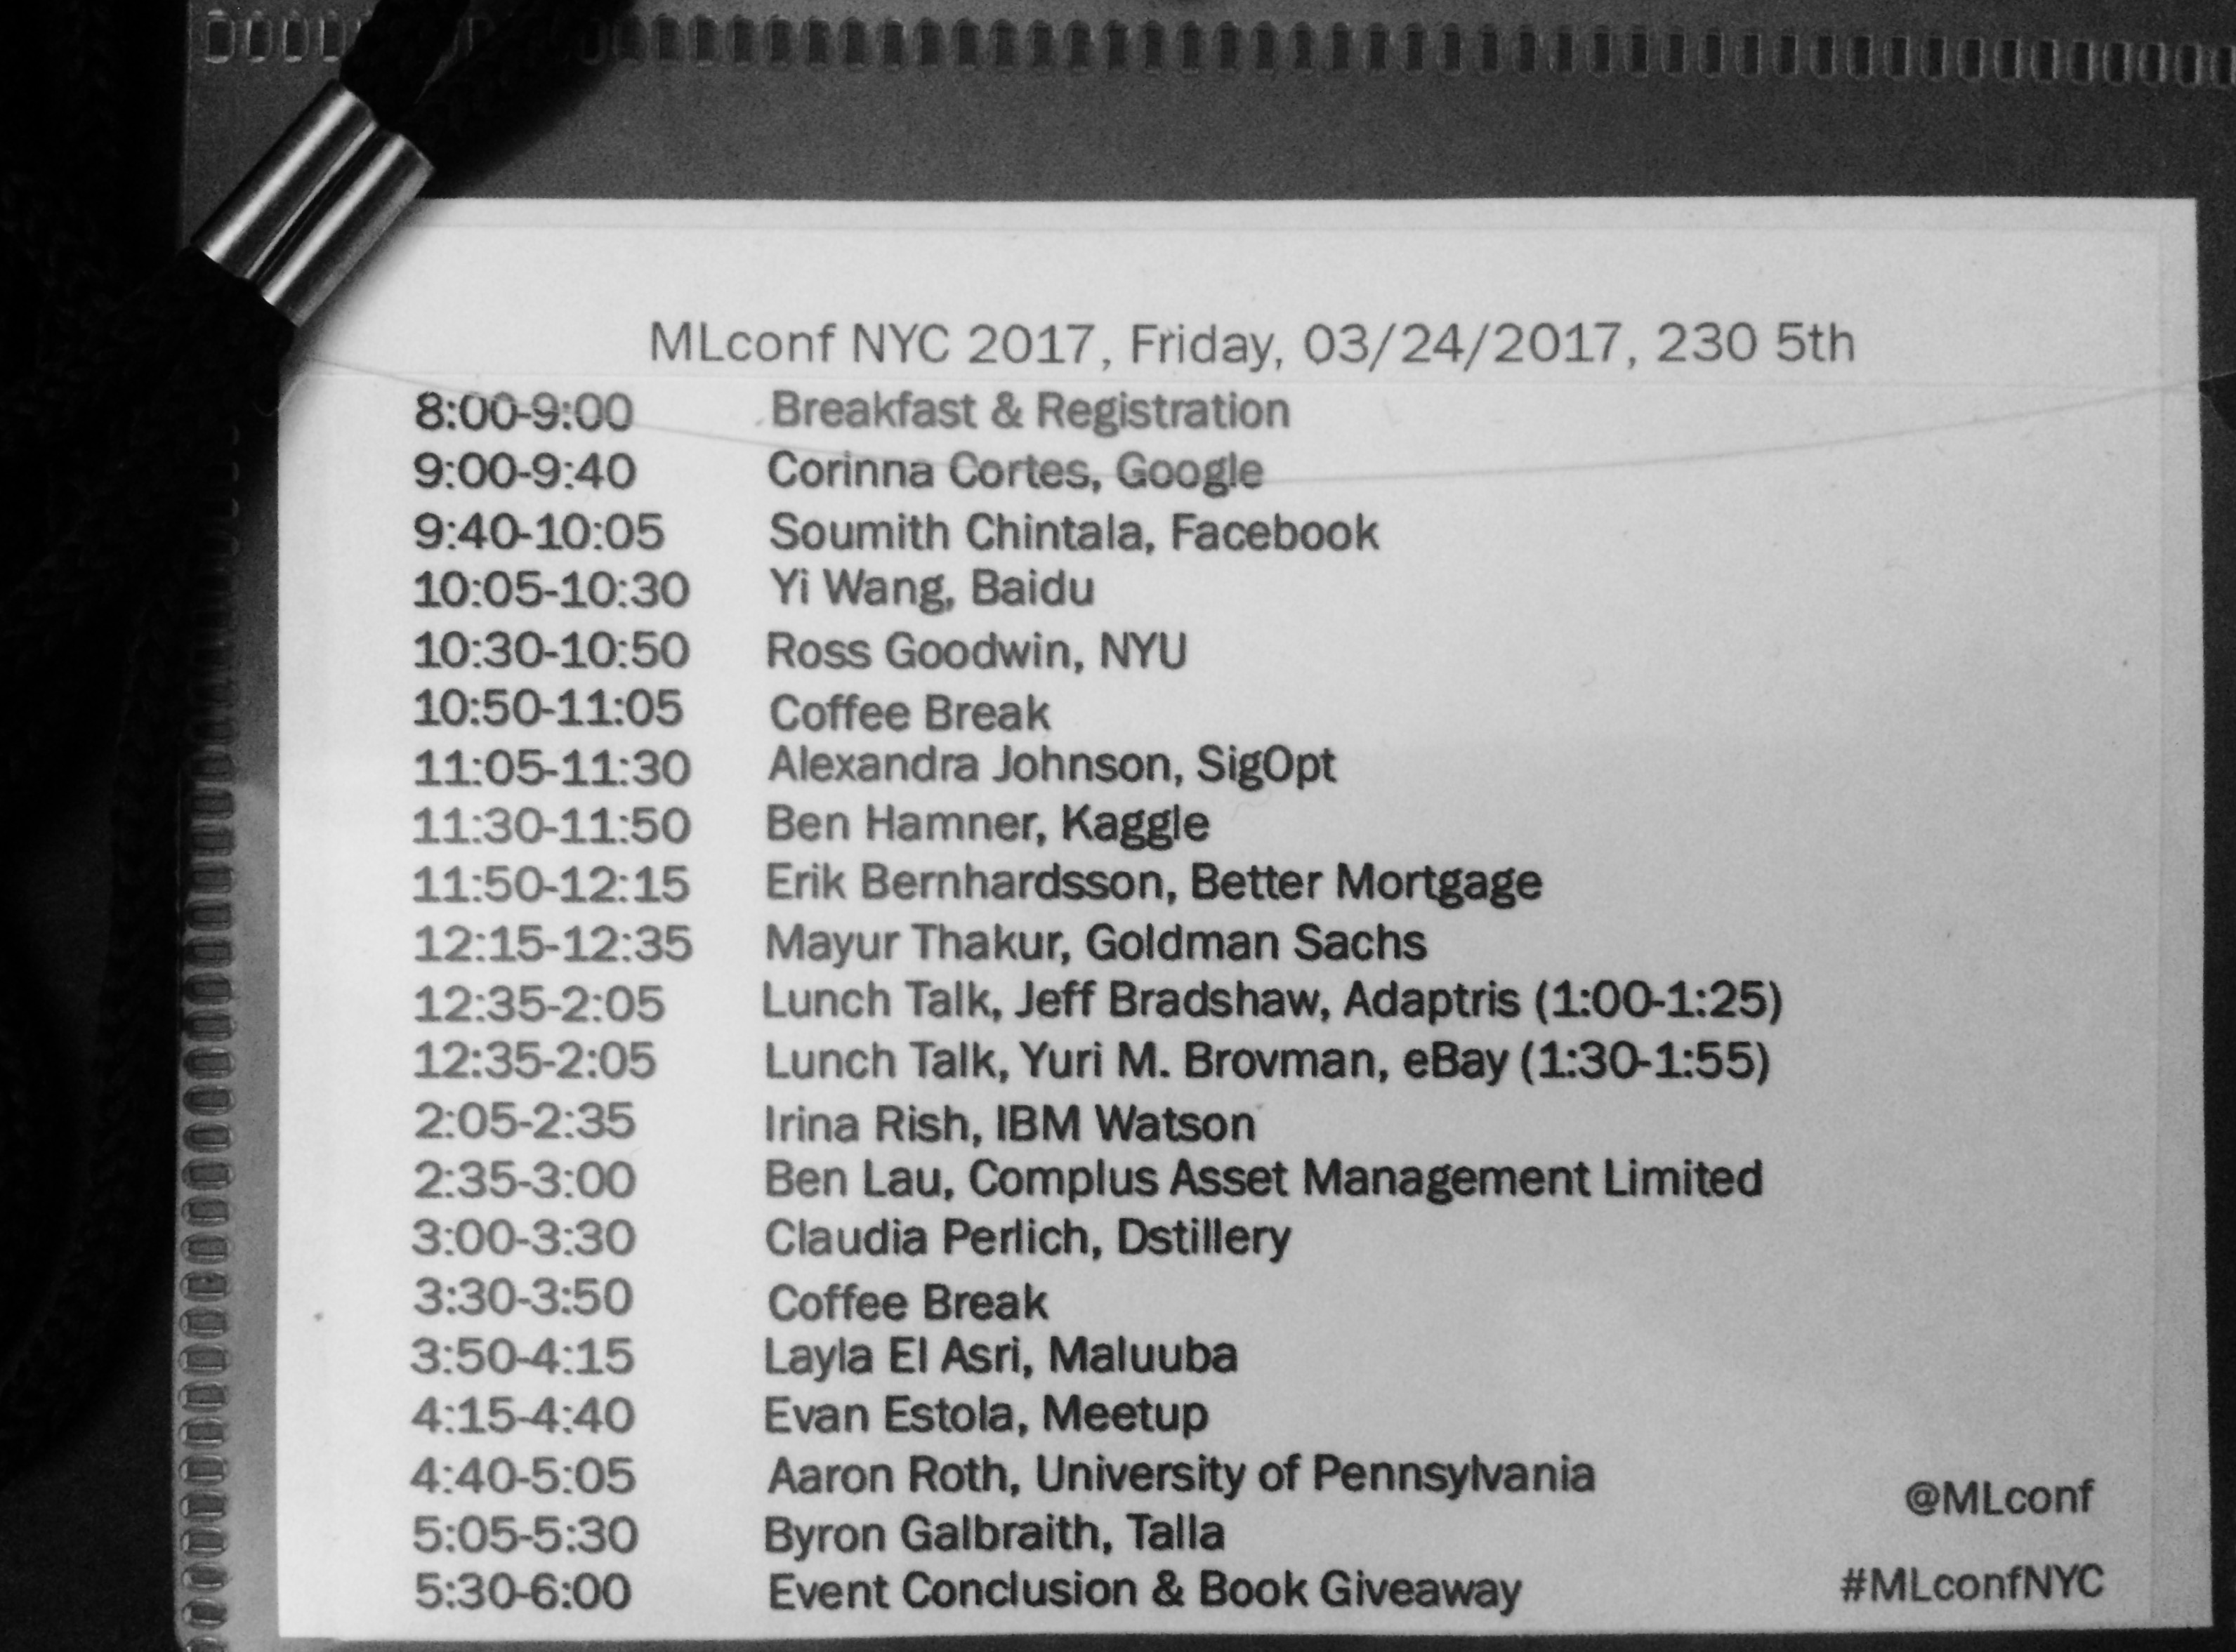 MLconf NYC 2017, Friday, 03/24/2017, 230 5th
8:00-9:00 Breakfast & Registration
9:00-9:40 Corinna Cortes, Google
9:40-10:05 Soumith Chintala, Facebook
10:05-10:30 Yi Wang, Baidu
10:30-10:50 Ross Goodwin, NYU
10:50-11:05 Coffee Break
11:05-11:30 Alexandra Johnson, SigOpt
11:30-11:50 Ben Hamner, Kaggle
11:50-12:15 Erik Bernhardsson, Better Mortgage
12:15-12:35 Mayur Thakur, Goldman Sachs
12:35-2:05 Lunch Talk, Jeff Bradshaw, Adaptris (1:00-1:25)
12:35-2:05 Lunch Talk, Yuri M. Brovman, eBay (1:30-1:55)
2:05-2:35 Irina Rish, IBM Watson
2:35-3:00 Ben Lau, Complus Asset Management Limited
3:00-3:30 Claudia Perlich, Dstillery
3:30-3:50 Coffee Break
3:50-4:15 Layla El Asri, Maluuba
4:15-4:40 Evan Estola, Meetup
4:40-5:05 Aaron Roth, University of Pennsylvania
@MLconf
5:05-5:30 Byron Galbraith, Talla
5:30-6:00 Event Conclusion & Book Giveaway
#MLconfNYC